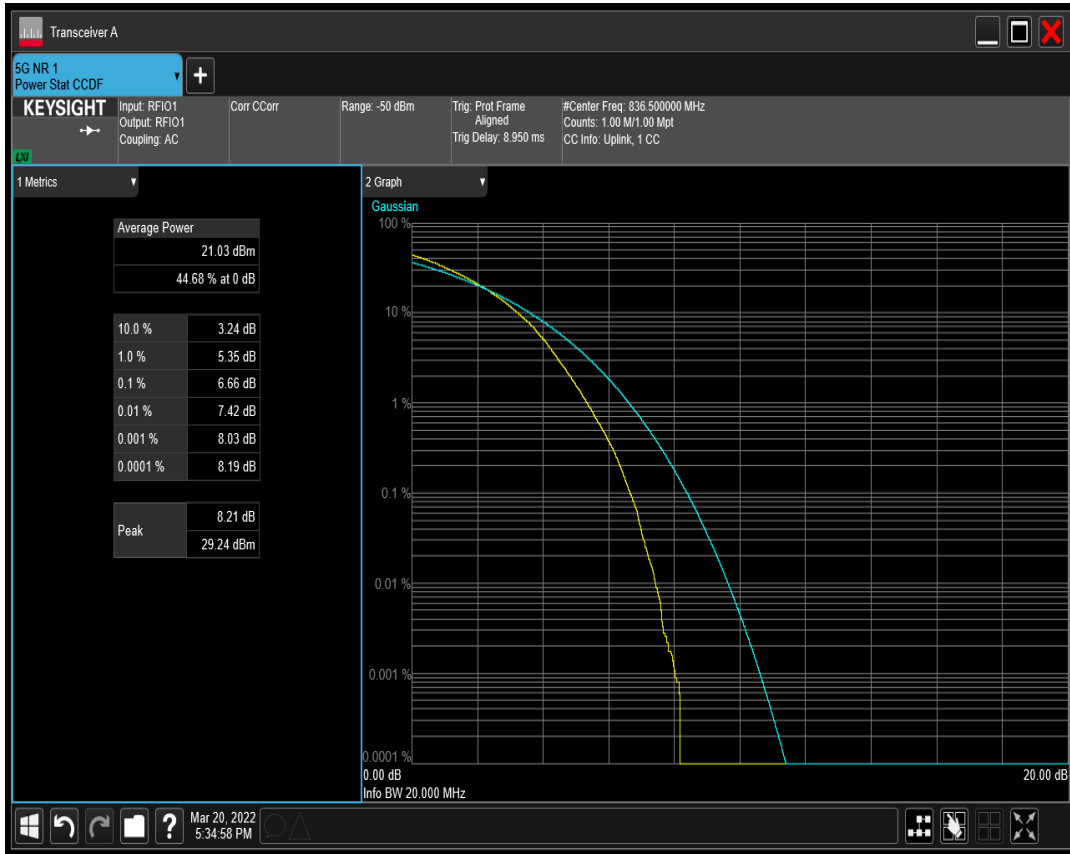 Transceiver A
5G NR 1
Power Stat CCDF
+
KEYSIGHT
LXI
Input: RFIO1
Output: RFIO1
Coupling: AC
Corr CCorr
Range: -50 dBm
Trig: Prot Frame
Aligned
Trig Delay: 8.950 ms
#Center Freq: 836.500000 MHz
Counts: 1.00 M/1.00 Mpt
CC Info: Uplink, 1 CC
1 Metrics
Average Power
21.03 dBm
44.68 % at 0 dB
10.0 % 3.24 dB
1.0 % 5.35 dB
0.1 % 6.66 dB
0.01 % 7.42 dB
0.001 % 8.03 dB
0.0001 % 8.19 dB
Peak 8.21 dB
29.24 dBm
2 Graph
Gaussian
100 %
10 %
1 %
0.1 %
0.01 %
0.001 %
0.0001 %
0.00 dB 20.00 dB
Info BW 20.000 MHz
?
Mar 20, 2022
5:34:58 PM